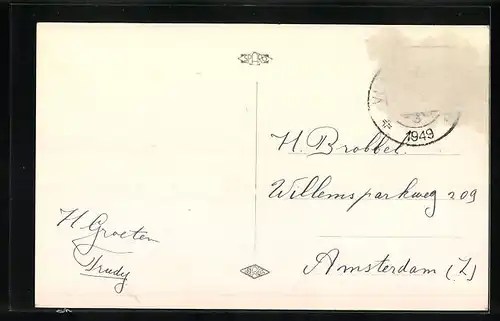 1949
H. Brobbel
Willemsparkweg 209
Amsterdam (Z)
H. Groeten
Trudy